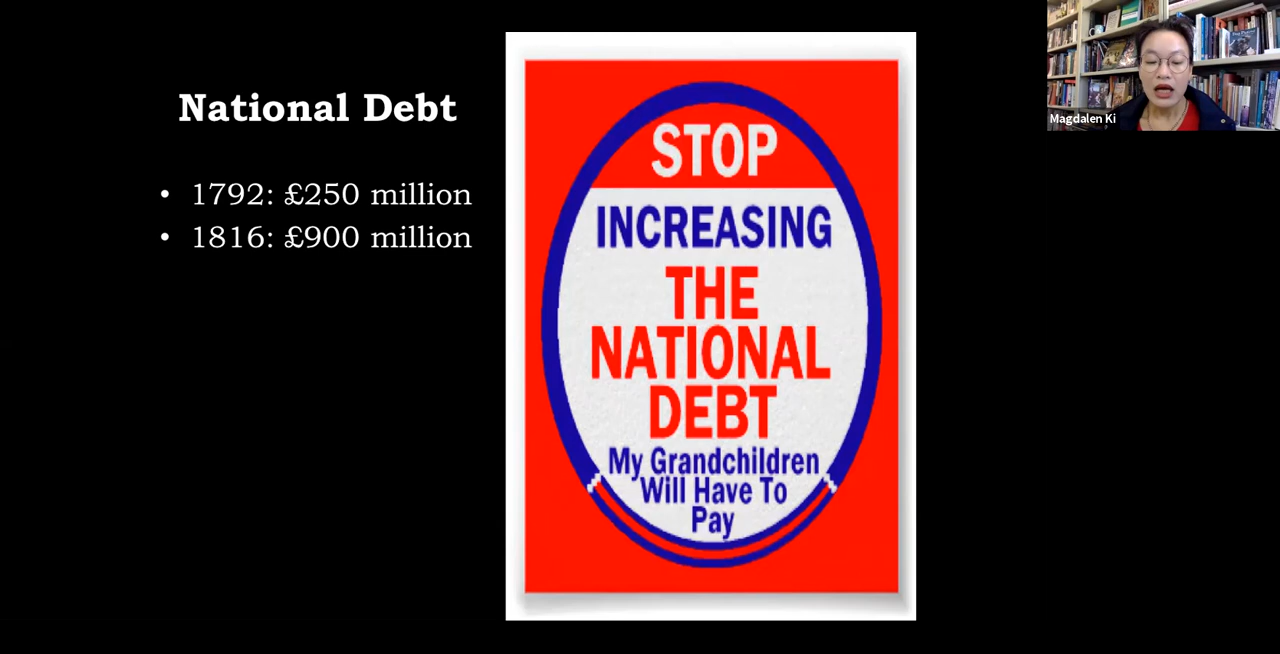 National Debt
• 1792: £250 million
• 1816: £900 million
STOP
INCREASING
THE
NATIONAL
DEBT
My Grandchildren
Will Have To
Pay
Magdalen Ki